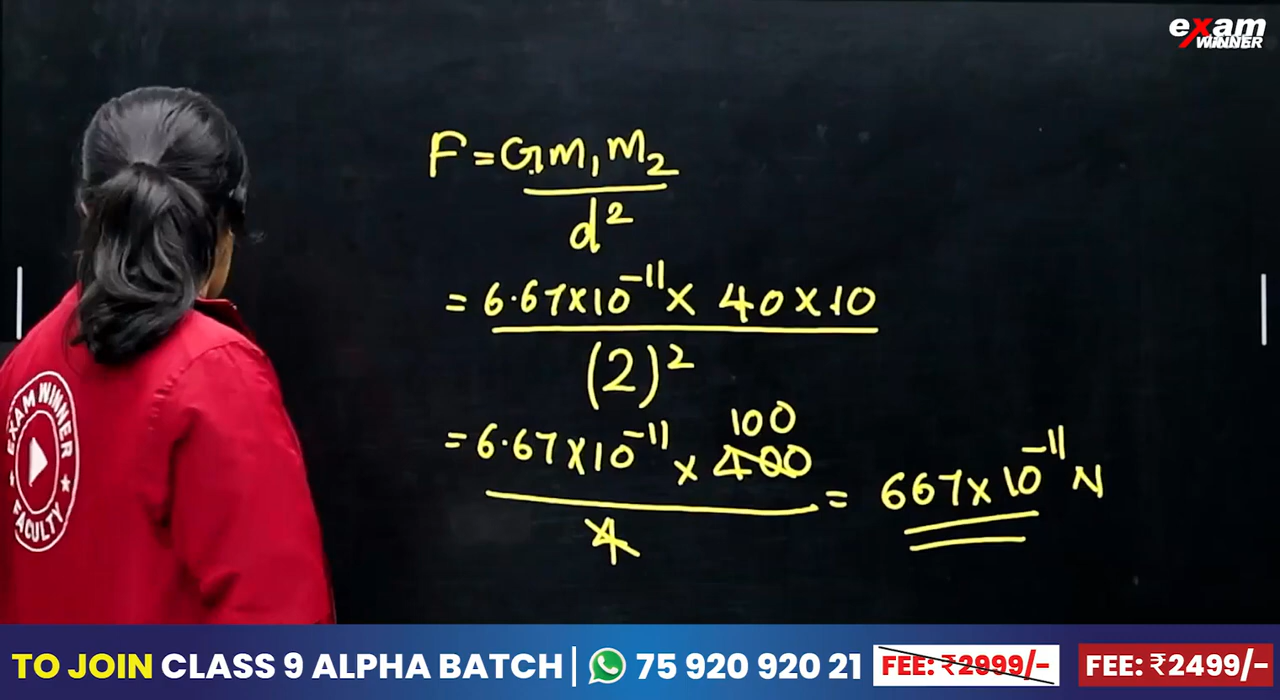 exam
WINNER
F = Gm₁m₂
d²
= 6.67×10⁻¹¹ × 40×10
(2)²
100
= 6.67×10⁻¹¹ × 400 = 667×10⁻¹¹ N
4
EXAM WINNER
★ ★
FACULTY
TO JOIN CLASS 9 ALPHA BATCH | 75 920 920 21 FEE: ₹2999/- FEE: ₹2499/-